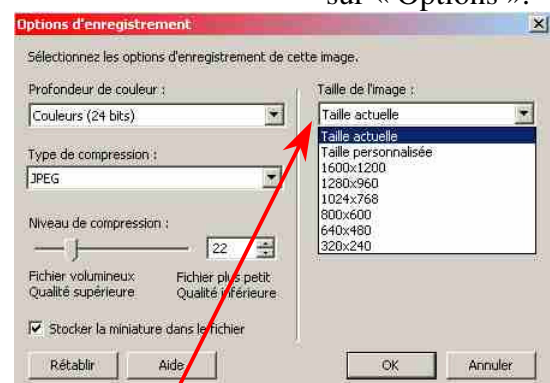 sur « Options ».
Options d'enregistrement
Sélectionnez les options d'enregistrement de cette image.
Profondeur de couleur :
Couleurs (24 bits)
Type de compression :
JPEG
Niveau de compression :
22
Fichier volumineux
Qualité supérieure
Fichier plus petit
Qualité inférieure
Stocker la miniature dans le fichier
Taille de l'image :
Taille actuelle
Taille actuelle
Taille personnalisée
1600x1200
1280x960
1024x768
800x600
640x480
320x240
Rétablir
Aide
OK
Annuler